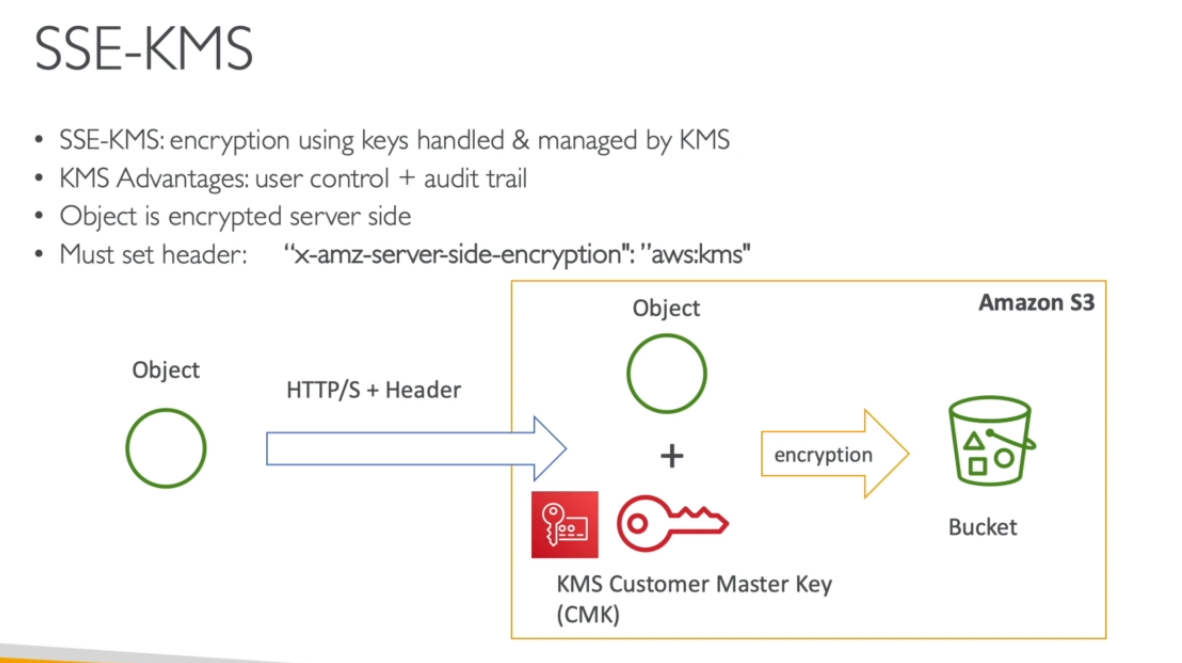 SSE-KMS
• SSE-KMS: encryption using keys handled & managed by KMS
• KMS Advantages: user control + audit trail
• Object is encrypted server side
• Must set header: “x-amz-server-side-encryption": ”aws:kms"
Object
HTTP/S + Header
Object
Amazon S3
+
encryption
Bucket
KMS Customer Master Key
(CMK)